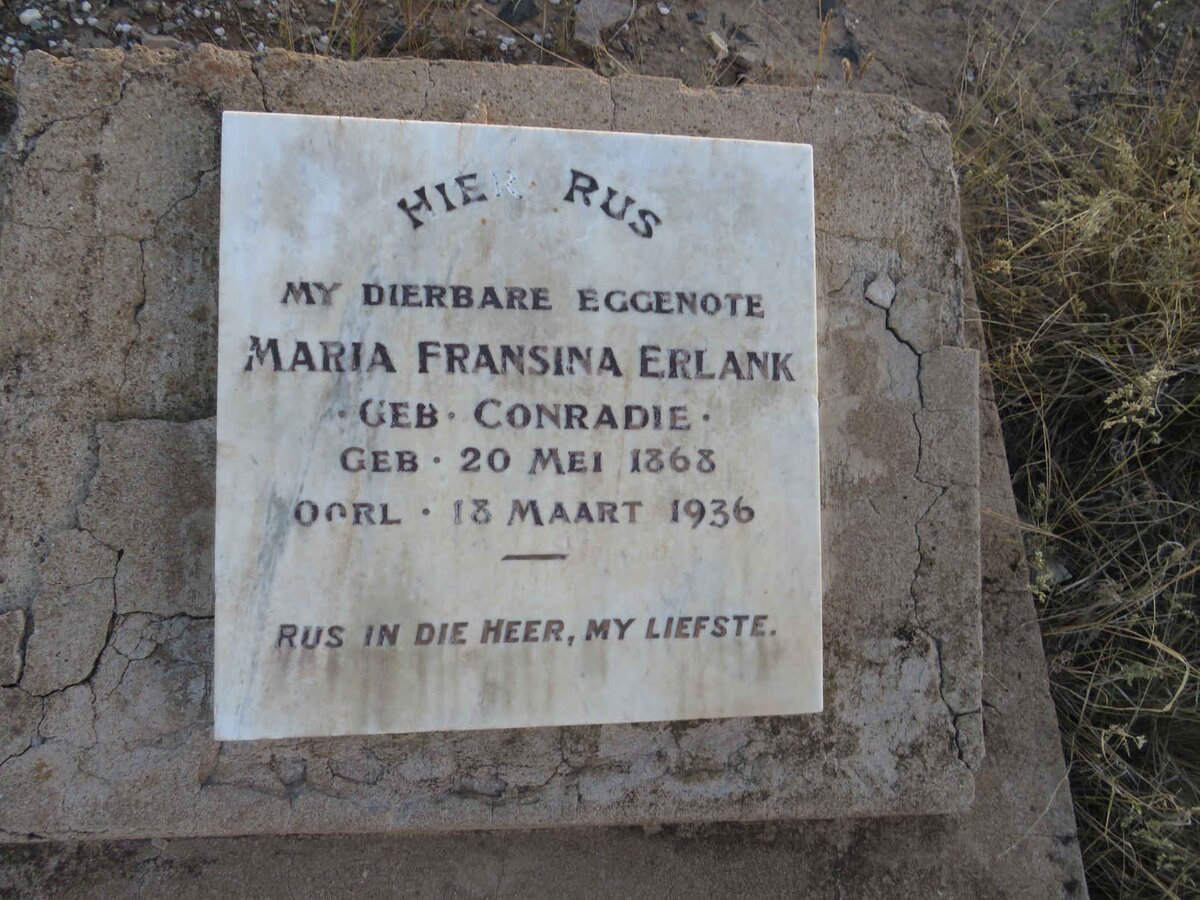 HIER RUS
MY DIERBARE EGGENOTE
MARIA FRANSINA ERLANK
· GEB · CONRADIE ·
GEB · 20 MEI 1868
OORL · 18 MAART 1936
RUS IN DIE HEER, MY LIEFSTE.